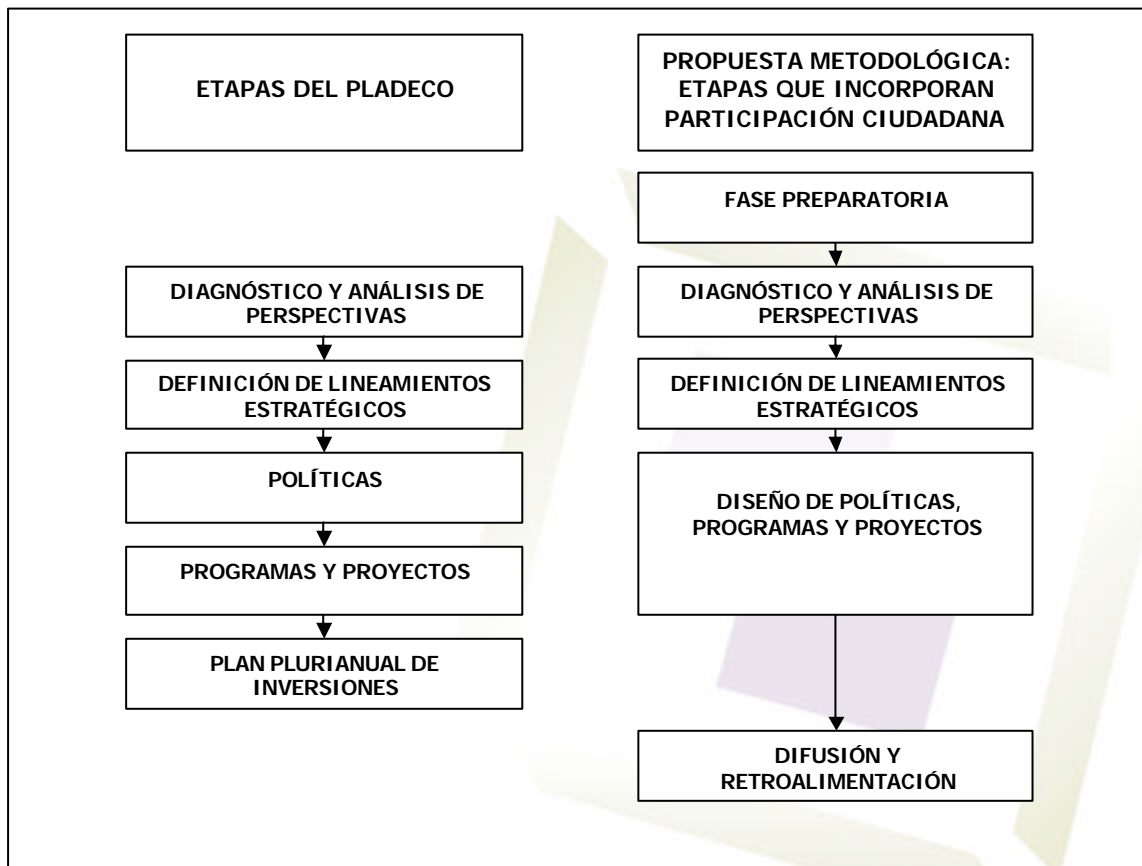 ETAPAS DEL PLADECO
PROPUESTA METODOLÓGICA:
ETAPAS QUE INCORPORAN
PARTICIPACIÓN CIUDADANA
DIAGNÓSTICO Y ANÁLISIS DE
PERSPECTIVAS
DEFINICIÓN DE LINEAMIENTOS
ESTRATÉGICOS
POLÍTICAS
PROGRAMAS Y PROYECTOS
PLAN PLURIANUAL DE
INVERSIONES
FASE PREPARATORIA
DIAGNÓSTICO Y ANÁLISIS DE
PERSPECTIVAS
DEFINICIÓN DE LINEAMIENTOS
ESTRATÉGICOS
DISEÑO DE POLÍTICAS,
PROGRAMAS Y PROYECTOS
DIFUSIÓN Y
RETROALIMENTACIÓN